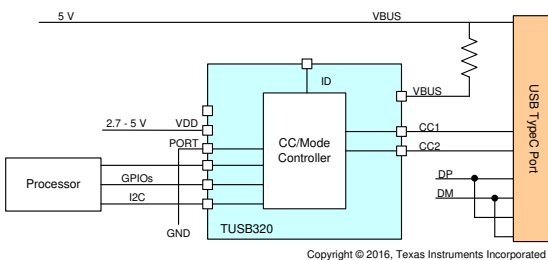 5 V
VBUS
ID
VBUS
2.7 - 5 V
VDD
PORT
CC/Mode
Controller
CC1
CC2
Processor
GPIOs
I2C
DP
DM
GND
TUSB320
USB TypeC Port
Copyright © 2016, Texas Instruments Incorporated